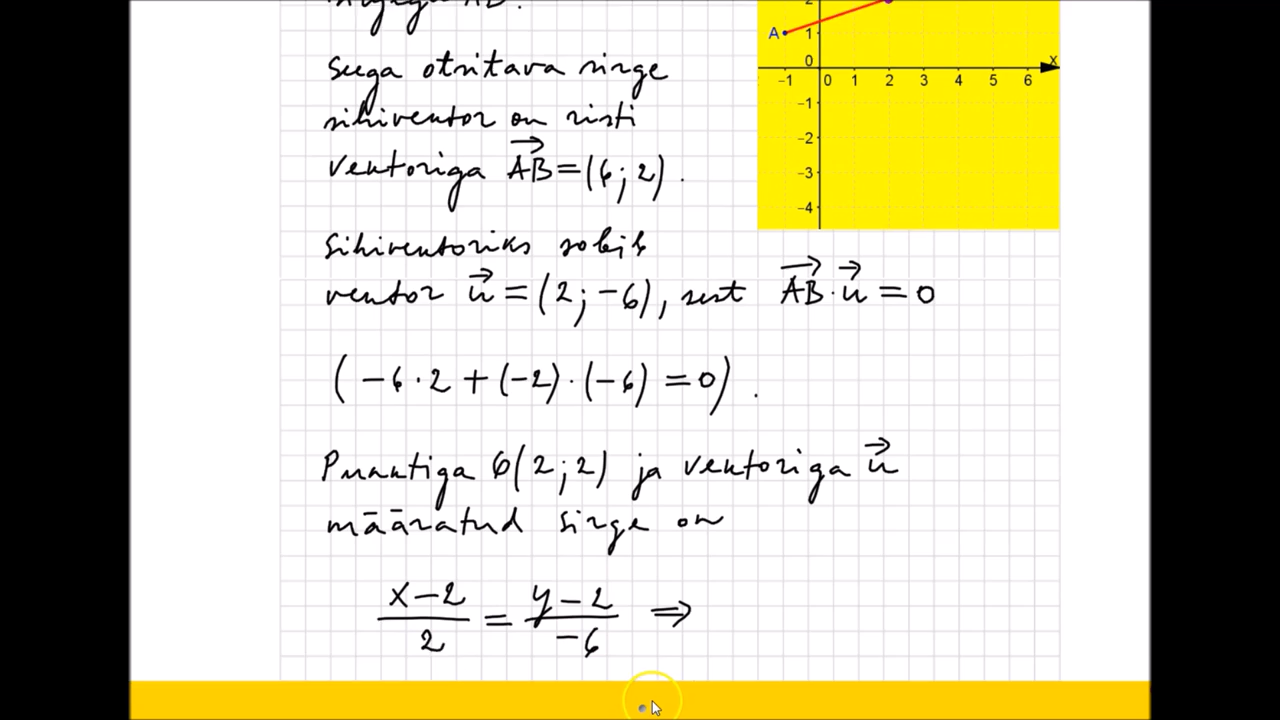 Seega otsitava sirge
sihivektor on risti
vektoriga AB⃗ = (6; 2).
Sihivektoriks sobib
vektor u⃗ = (2; -6), sest AB⃗ · u⃗ = 0
(-6 · 2 + (-2) · (-6) = 0).
Punktiga C(2; 2) ja vektoriga u⃗
määratud sirge on
(x-2)/2 = (y-2)/-6 ⇒
2
A 1
0 x
-1 0 1 2 3 4 5 6
-1
-2
-3
-4